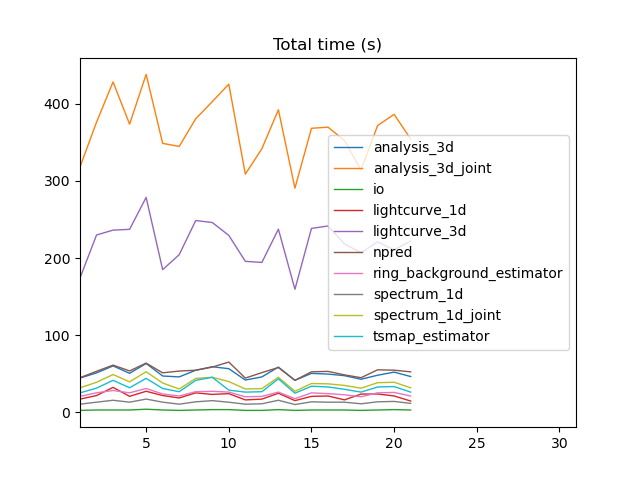 Total time (s)
400
300
200
100
0
analysis_3d
analysis_3d_joint
io
lightcurve_1d
lightcurve_3d
npred
ring_background_estimator
spectrum_1d
spectrum_1d_joint
tsmap_estimator
5 10 15 20 25 30